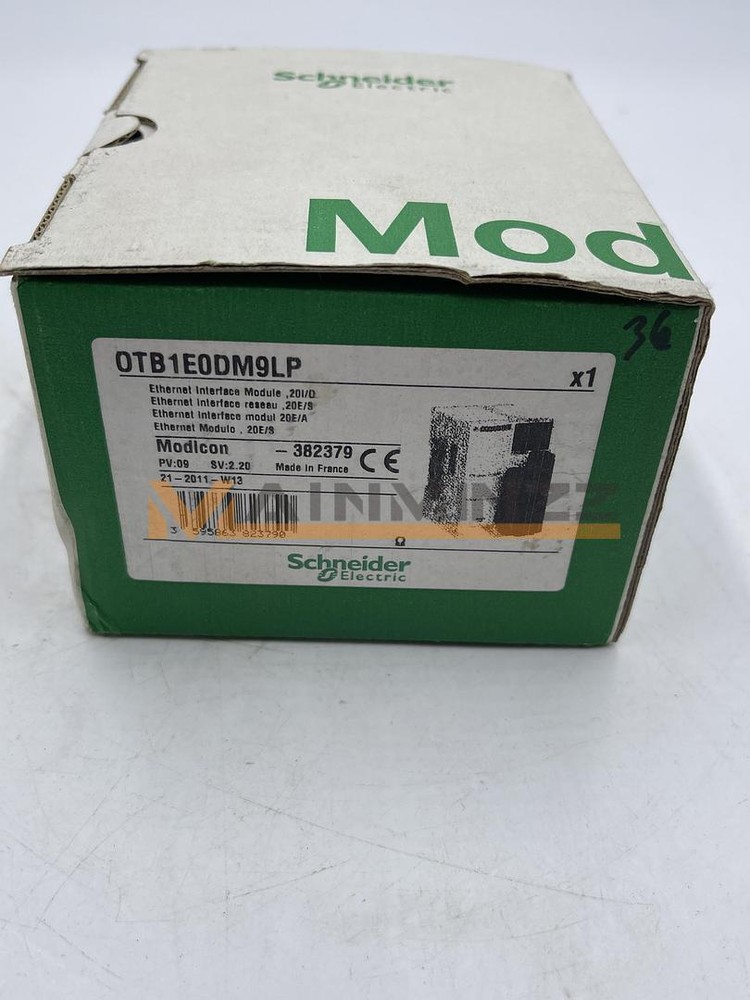 Schneider
Electric
Mod
36
OTB1E0DM9LP
x1
Ethernet Interface Module ,20I/O
Ethernet interface reseau ,20E/S
Ethernet Interface modul 20E/A
Ethernet Modulo , 20E/S
Modicon - 382379
PV:09 SV:2.20 Made in France CE
21-2011-W13
3 595863 823790
Schneider
Electric